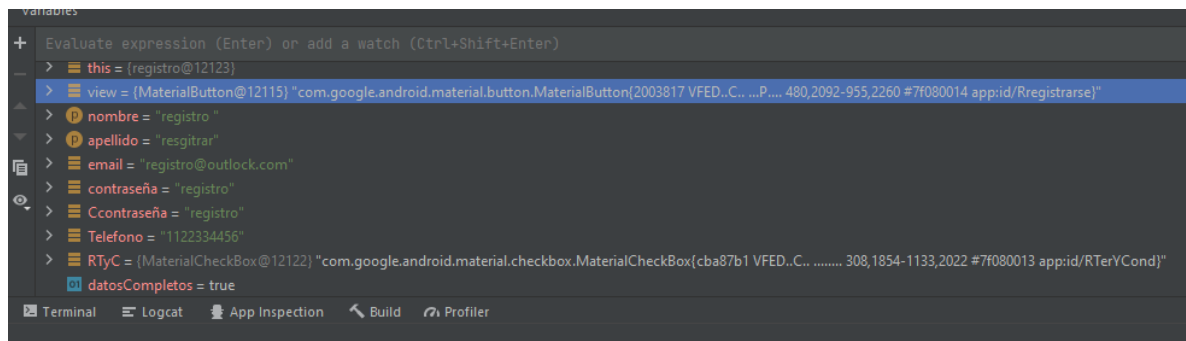 Variables
Evaluate expression (Enter) or add a watch (Ctrl+Shift+Enter)
this = {registro@12123}
view = {MaterialButton@12115} "com.google.android.material.button.MaterialButton{2003817 VFED..C.. ...P.... 480,2092-955,2260 #7f080014 app:id/Rregistrarse}"
nombre = "registro "
apellido = "resgitrar"
email = "registro@outlock.com"
contraseña = "registro"
Ccontraseña = "registro"
Telefono = "1122334456"
RTyC = {MaterialCheckBox@12122} "com.google.android.material.checkbox.MaterialCheckBox{cba87b1 VFED..C.. ........ 308,1854-1133,2022 #7f080013 app:id/RTerYCond}"
datosCompletos = true
Terminal Logcat App Inspection Build Profiler